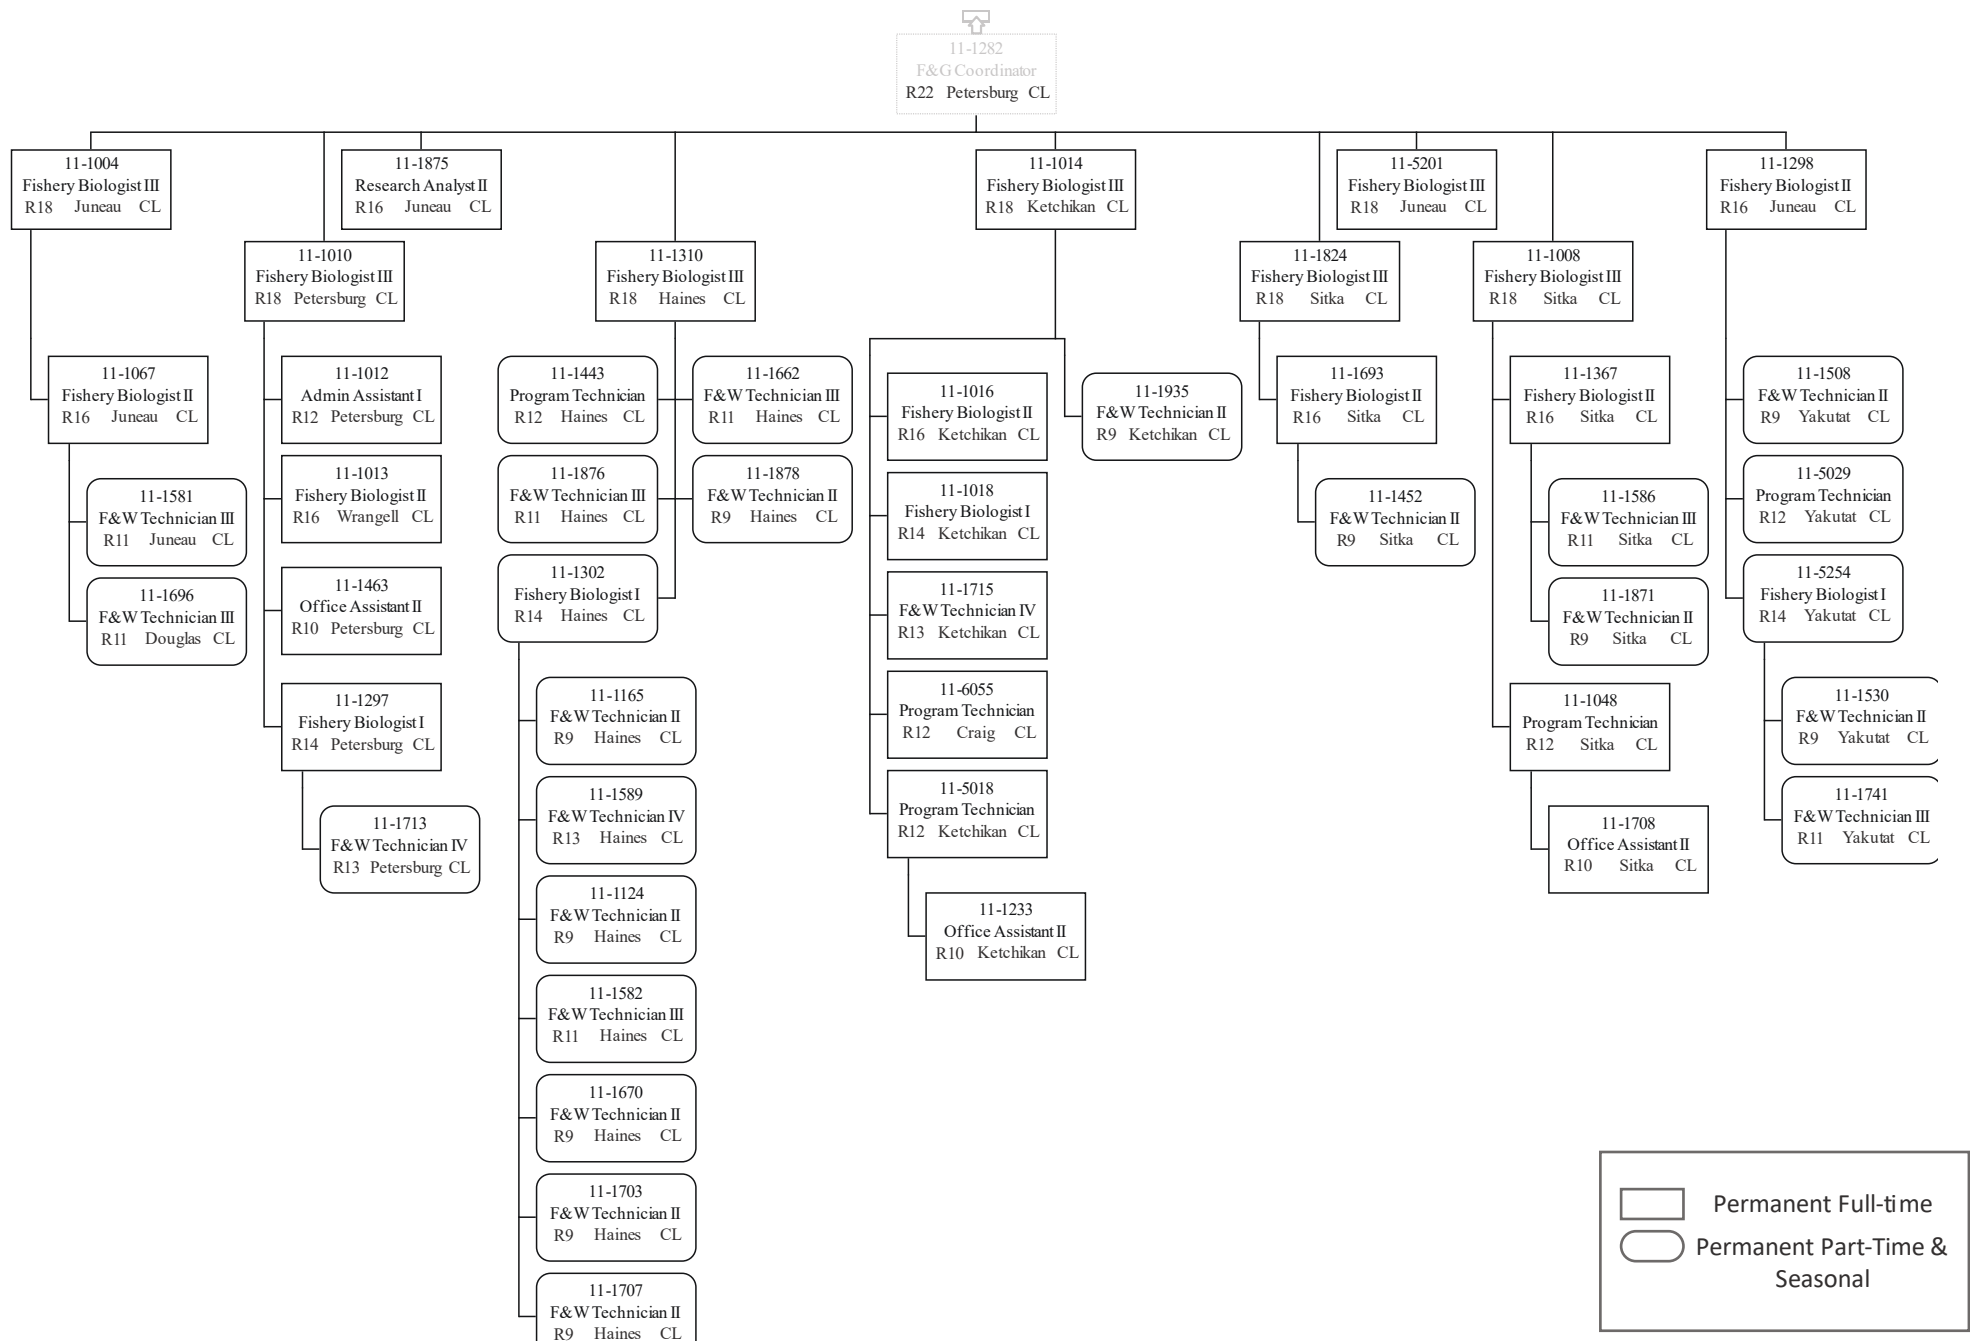 11-1282
F&G Coordinator
R22 Petersburg CL
11-1004
Fishery Biologist III
R18 Juneau CL
11-1875
Research Analyst II
R16 Juneau CL
11-1014
Fishery Biologist III
R18 Ketchikan CL
11-5201
Fishery Biologist III
R18 Juneau CL
11-1298
Fishery Biologist II
R16 Juneau CL
11-1010
Fishery Biologist III
R18 Petersburg CL
11-1310
Fishery Biologist III
R18 Haines CL
11-1824
Fishery Biologist III
R18 Sitka CL
11-1008
Fishery Biologist III
R18 Sitka CL
11-1067
Fishery Biologist II
R16 Juneau CL
11-1581
F&W Technician III
R11 Juneau CL
11-1696
F&W Technician III
R11 Douglas CL
11-1012
Admin Assistant I
R12 Petersburg CL
11-1013
Fishery Biologist II
R16 Wrangell CL
11-1463
Office Assistant II
R10 Petersburg CL
11-1297
Fishery Biologist I
R14 Petersburg CL
11-1713
F&W Technician IV
R13 Petersburg CL
11-1443
Program Technician
R12 Haines CL
11-1662
F&W Technician III
R11 Haines CL
11-1876
F&W Technician III
R11 Haines CL
11-1878
F&W Technician II
R9 Haines CL
11-1302
Fishery Biologist I
R14 Haines CL
11-1165
F&W Technician II
R9 Haines CL
11-1589
F&W Technician IV
R13 Haines CL
11-1124
F&W Technician II
R9 Haines CL
11-1582
F&W Technician III
R11 Haines CL
11-1670
F&W Technician II
R9 Haines CL
11-1703
F&W Technician II
R9 Haines CL
11-1707
F&W Technician II
R9 Haines CL
11-1016
Fishery Biologist II
R16 Ketchikan CL
11-1935
F&W Technician II
R9 Ketchikan CL
11-1018
Fishery Biologist I
R14 Ketchikan CL
11-1715
F&W Technician IV
R13 Ketchikan CL
11-6055
Program Technician
R12 Craig CL
11-5018
Program Technician
R12 Ketchikan CL
11-1233
Office Assistant II
R10 Ketchikan CL
11-1693
Fishery Biologist II
R16 Sitka CL
11-1452
F&W Technician II
R9 Sitka CL
11-1367
Fishery Biologist II
R16 Sitka CL
11-1586
F&W Technician III
R11 Sitka CL
11-1871
F&W Technician II
R9 Sitka CL
11-1048
Program Technician
R12 Sitka CL
11-1708
Office Assistant II
R10 Sitka CL
11-1508
F&W Technician II
R9 Yakutat CL
11-5029
Program Technician
R12 Yakutat CL
11-5254
Fishery Biologist I
R14 Yakutat CL
11-1530
F&W Technician II
R9 Yakutat CL
11-1741
F&W Technician III
R11 Yakutat CL
Permanent Full-time
Permanent Part-Time &
Seasonal